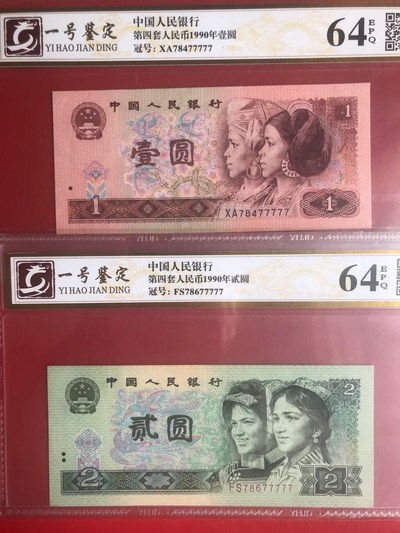 一号鉴定
YI HAO JIAN DING
中国人民银行
第四套人民币1990年壹圆
冠号: XA78477777
64 EPQ
中国人民银行
壹圆
1
XA78477777
1
1
一号鉴定
YI HAO JIAN DING
中国人民银行
第四套人民币1990年贰圆
冠号: FS78677777
64 EPQ
中国人民银行
2
贰圆
2
FS78677777
2